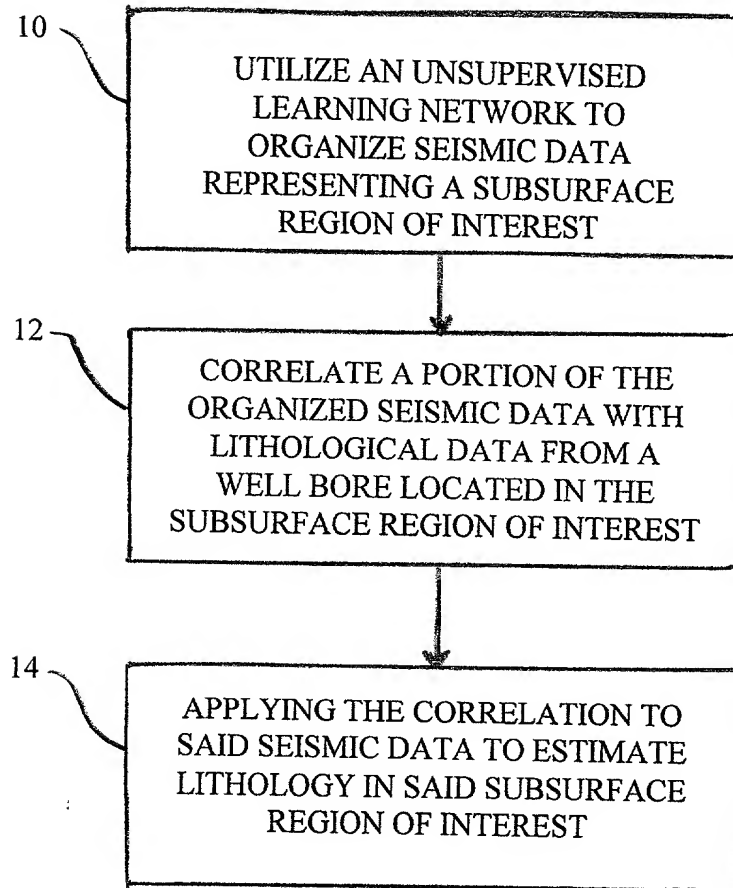 10
UTILIZE AN UNSUPERVISED
LEARNING NETWORK TO
ORGANIZE SEISMIC DATA
REPRESENTING A SUBSURFACE
REGION OF INTEREST
12
CORRELATE A PORTION OF THE
ORGANIZED SEISMIC DATA WITH
LITHOLOGICAL DATA FROM A
WELL BORE LOCATED IN THE
SUBSURFACE REGION OF INTEREST
14
APPLYING THE CORRELATION TO
SAID SEISMIC DATA TO ESTIMATE
LITHOLOGY IN SAID SUBSURFACE
REGION OF INTEREST